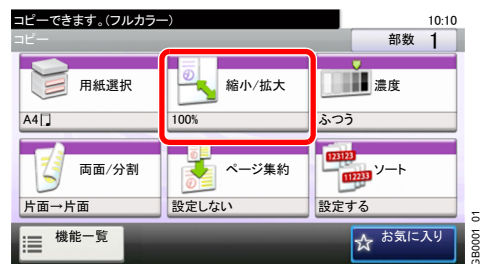 コピーできます。(フルカラー) 10:10
コピー 部数 1
用紙選択 縮小/拡大 濃度
A4 100% ふつう
両面/分割 ページ集約 123123 112233 ソート
片面→片面 設定しない 設定する
機能一覧 お気に入り
GB0001 01